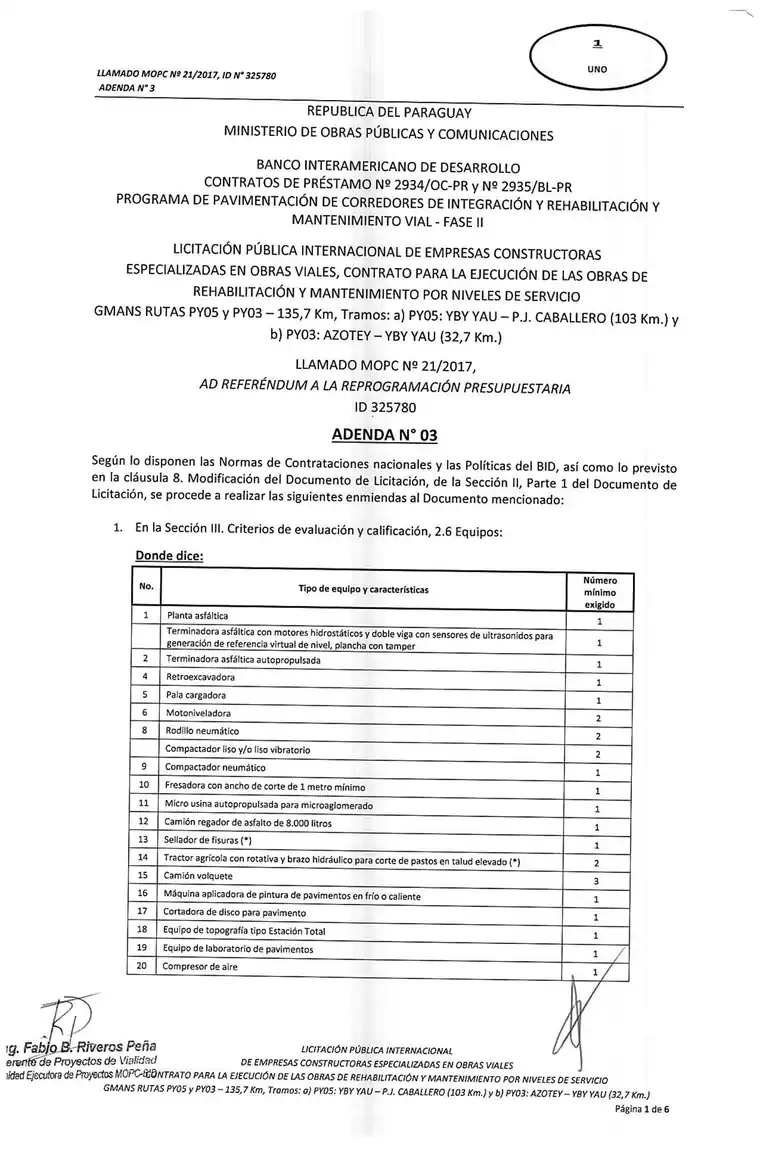 1
UNO
LLAMADO MOPC Nº 21/2017, ID N° 325780
ADENDA N° 3
REPUBLICA DEL PARAGUAY
MINISTERIO DE OBRAS PÚBLICAS Y COMUNICACIONES
BANCO INTERAMERICANO DE DESARROLLO
CONTRATOS DE PRÉSTAMO Nº 2934/OC-PR y Nº 2935/BL-PR
PROGRAMA DE PAVIMENTACIÓN DE CORREDORES DE INTEGRACIÓN Y REHABILITACIÓN Y
MANTENIMIENTO VIAL - FASE II
LICITACIÓN PÚBLICA INTERNACIONAL DE EMPRESAS CONSTRUCTORAS
ESPECIALIZADAS EN OBRAS VIALES, CONTRATO PARA LA EJECUCIÓN DE LAS OBRAS DE
REHABILITACIÓN Y MANTENIMIENTO POR NIVELES DE SERVICIO
GMANS RUTAS PY05 y PY03 – 135,7 Km, Tramos: a) PY05: YBY YAU – P.J. CABALLERO (103 Km.) y
b) PY03: AZOTEY – YBY YAU (32,7 Km.)
LLAMADO MOPC Nº 21/2017,
AD REFERÉNDUM A LA REPROGRAMACIÓN PRESUPUESTARIA
ID 325780
ADENDA N° 03
Según lo disponen las Normas de Contrataciones nacionales y las Políticas del BID, así como lo previsto
en la cláusula 8. Modificación del Documento de Licitación, de la Sección II, Parte 1 del Documento de
Licitación, se procede a realizar las siguientes enmiendas al Documento mencionado:
1. En la Sección III. Criterios de evaluación y calificación, 2.6 Equipos:
Donde dice:
No. Tipo de equipo y características Número mínimo exigido
1 Planta asfáltica 1
Terminadora asfáltica con motores hidrostáticos y doble viga con sensores de ultrasonidos para
generación de referencia virtual de nivel, plancha con tamper 1
2 Terminadora asfáltica autopropulsada 1
4 Retroexcavadora 1
5 Pala cargadora 1
6 Motoniveladora 2
8 Rodillo neumático 2
Compactador liso y/o liso vibratorio 2
9 Compactador neumático 1
10 Fresadora con ancho de corte de 1 metro mínimo 1
11 Micro usina autopropulsada para microaglomerado 1
12 Camión regador de asfalto de 8.000 litros 1
13 Sellador de fisuras (*) 1
14 Tractor agrícola con rotativa y brazo hidráulico para corte de pastos en talud elevado (*) 2
15 Camión volquete 3
16 Máquina aplicadora de pintura de pavimentos en frío o caliente 1
17 Cortadora de disco para pavimento 1
18 Equipo de topografía tipo Estación Total 1
19 Equipo de laboratorio de pavimentos 1
20 Compresor de aire 1
g. Fabio B. Riveros Peña
erente de Proyectos de Vialidad
idad Ejecutora de Proyectos MOPC-BID
LICITACIÓN PÚBLICA INTERNACIONAL
DE EMPRESAS CONSTRUCTORAS ESPECIALIZADAS EN OBRAS VIALES
CONTRATO PARA LA EJECUCIÓN DE LAS OBRAS DE REHABILITACIÓN Y MANTENIMIENTO POR NIVELES DE SERVICIO
GMANS RUTAS PY05 y PY03 – 135,7 Km, Tramos: a) PY05: YBY YAU – P.J. CABALLERO (103 Km.) y b) PY03: AZOTEY – YBY YAU (32,7 Km.)
Página 1 de 6